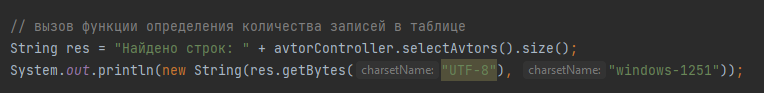 // вызов функции определения количества записей в таблице
String res = "Найдено строк: " + avtorController.selectAvtors().size();
System.out.println(new String(res.getBytes( charsetName: "UTF-8"), charsetName: "windows-1251"));